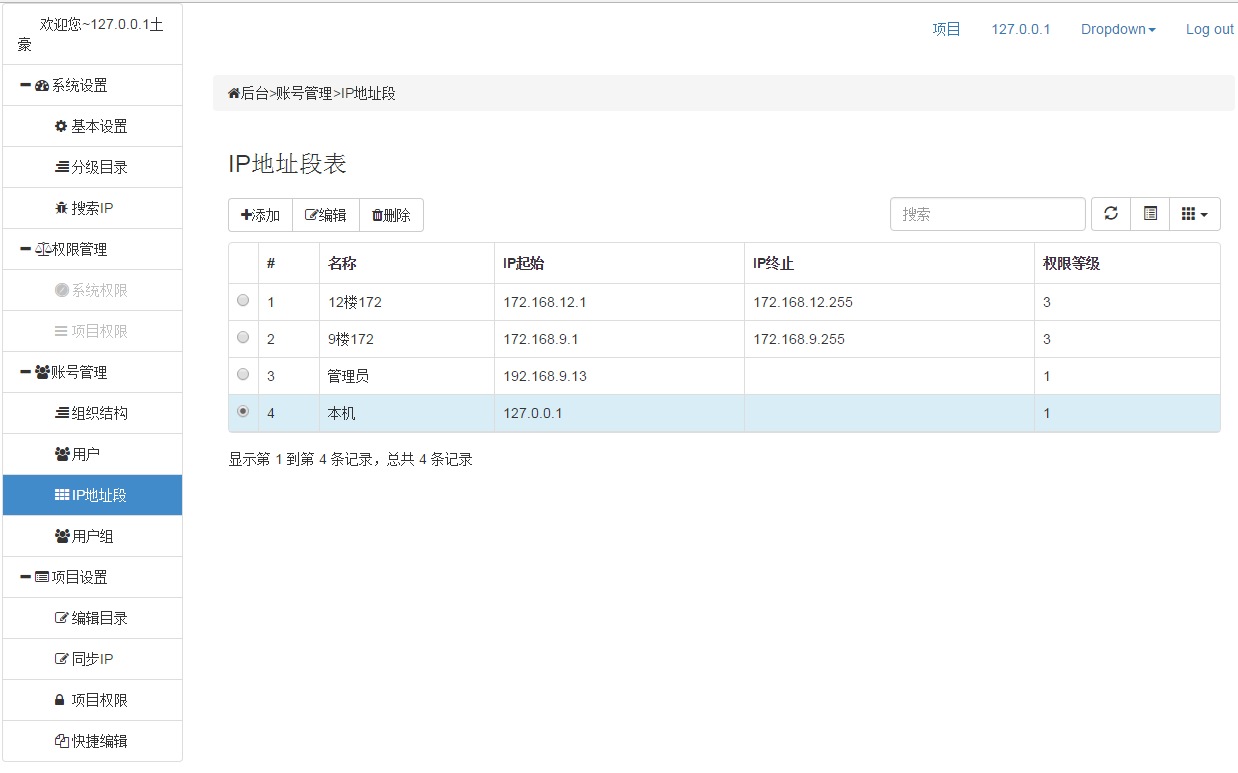 欢迎您~127.0.0.1土
豪
系统设置
基本设置
分级目录
搜索IP
权限管理
系统权限
项目权限
账号管理
组织结构
用户
IP地址段
用户组
项目设置
编辑目录
同步IP
项目权限
快捷编辑
项目 127.0.0.1 Dropdown Log out
后台>账号管理>IP地址段
IP地址段表
添加 编辑 删除 搜索
# 名称 IP起始 IP终止 权限等级
1 12楼172 172.168.12.1 172.168.12.255 3
2 9楼172 172.168.9.1 172.168.9.255 3
3 管理员 192.168.9.13 1
4 本机 127.0.0.1 1
显示第 1 到第 4 条记录，总共 4 条记录